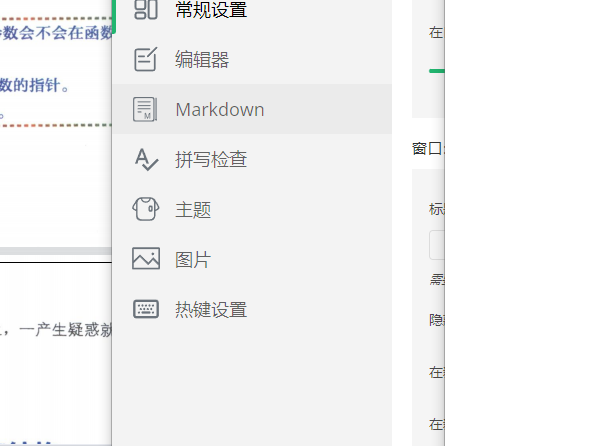 常规设置
数会不会在函数
编辑器
数的指针。
Markdown
拼写检查
主题
图片
热键设置
，一产生疑惑就
在
窗口
标
需
隐
在
在